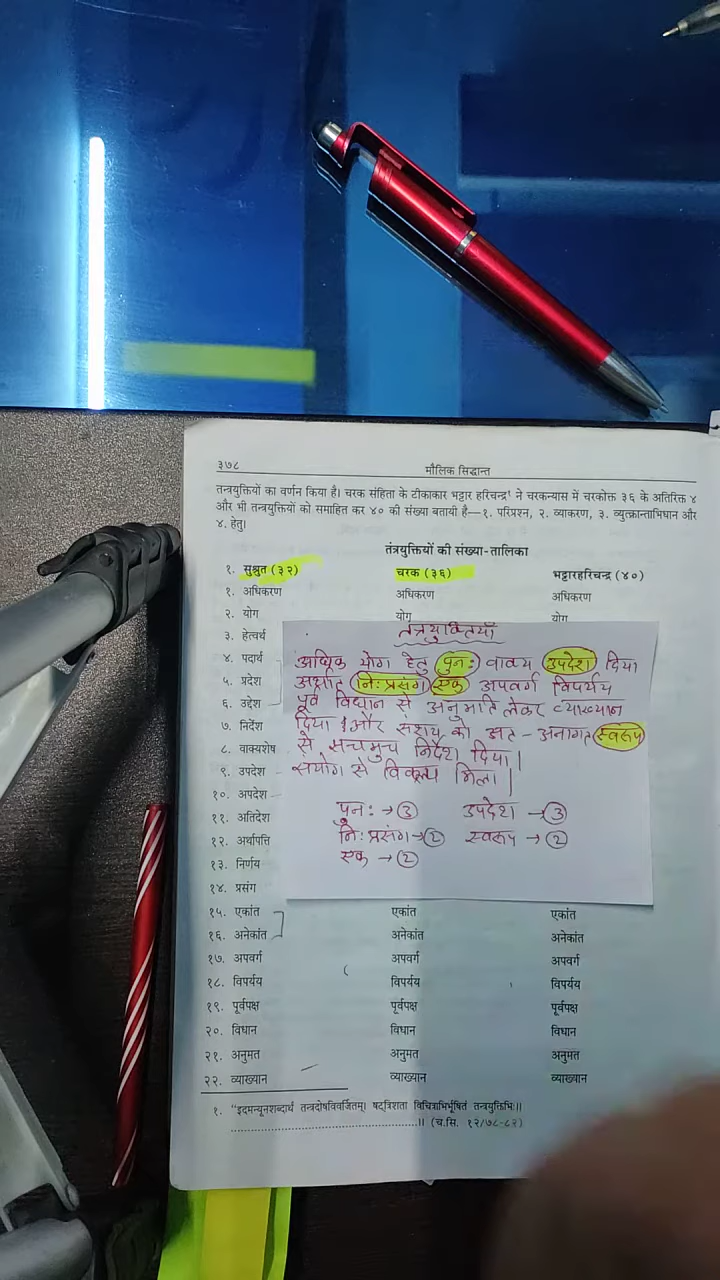 ३७८ मौलिक सिद्धान्त
तन्त्रयुक्तियों का वर्णन किया है। चरक संहिता के टीकाकार भट्टार हरिचन्द्र¹ ने चरकन्यास में चरकोक्त ३६ के अतिरिक्त ४
और भी तन्त्रयुक्तियों को समाहित कर ४० की संख्या बतायी है—१. परिप्रश्न, २. व्याकरण, ३. व्युत्क्रान्ताभिधान और
४. हेतु।
तंत्रयुक्तियों की संख्या-तालिका
१. सुश्रुत (३२) चरक (३६) भट्टारहरिचन्द्र (४०)
१. अधिकरण अधिकरण अधिकरण
२. योग योग योग
३. हेत्वर्थ
४. पदार्थ
५. प्रदेश
६. उद्देश
७. निर्देश
८. वाक्यशेष
९. उपदेश
१०. अपदेश
११. अतिदेश
१२. अर्थापत्ति
१३. निर्णय
१४. प्रसंग
तंत्रयुक्तियाँ
अधिक योग हेतु पुनः वाक्य उपदेश दिया
अर्थात निःप्रसंग एक अपवर्ग विपर्यय
पूर्व विधान से अनुमति लेकर व्याख्यान
दिया। और संशय को अत-अनागत स्वरूप
से सचमुच निर्देश दिया।
संयोग से विकल्प मिला।
पुनः → ③ उपदेश → ③
निःप्रसंग → ② स्वरूप → ②
एक → ②
१५. एकांत एकांत एकांत
१६. अनेकांत अनेकांत अनेकांत
१७. अपवर्ग अपवर्ग अपवर्ग
१८. विपर्यय विपर्यय विपर्यय
१९. पूर्वपक्ष पूर्वपक्ष पूर्वपक्ष
२०. विधान विधान विधान
२१. अनुमत अनुमत अनुमत
२२. व्याख्यान व्याख्यान व्याख्यान
१. "इदमन्यूनशब्दार्थं तन्त्रदोषविवर्जितम्। षट्त्रिंशता विचित्राभिर्भूषितं तन्त्रयुक्तिभिः।।
..................................................।। (च.सि. १२/७८-८२)